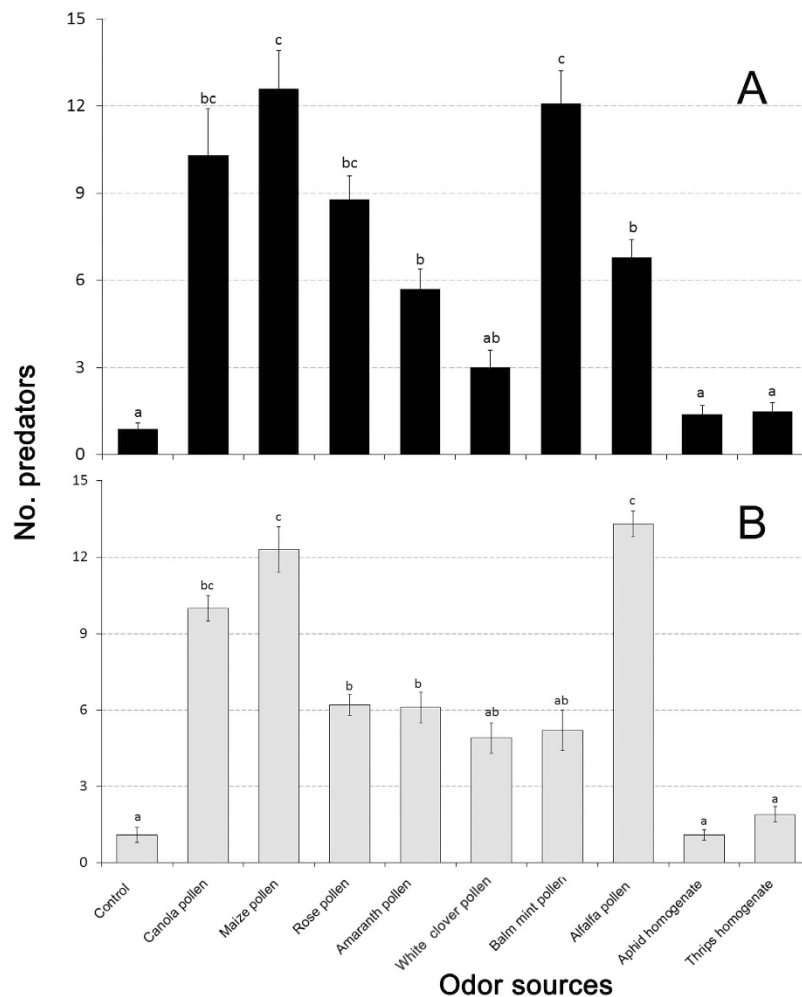 15
12
9
6
3
0
a
bc
c
bc
b
ab
c
b
a
a
A
No. predators
15
12
9
6
3
0
a
bc
c
b
b
ab
ab
c
a
a
B
Control
Canola pollen
Maize pollen
Rose pollen
Amaranth pollen
White clover pollen
Balm mint pollen
Alfalfa pollen
Aphid homogenate
Thrips homogenate
Odor sources